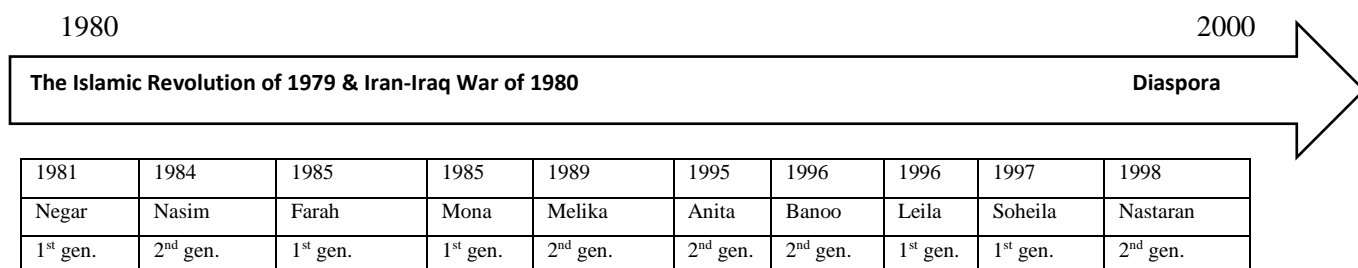 1980 2000
The Islamic Revolution of 1979 & Iran-Iraq War of 1980 Diaspora
1981 1984 1985 1985 1989 1995 1996 1996 1997 1998
Negar Nasim Farah Mona Melika Anita Banoo Leila Soheila Nastaran
1st gen. 2nd gen. 1st gen. 1st gen. 2nd gen. 2nd gen. 2nd gen. 1st gen. 1st gen. 2nd gen.